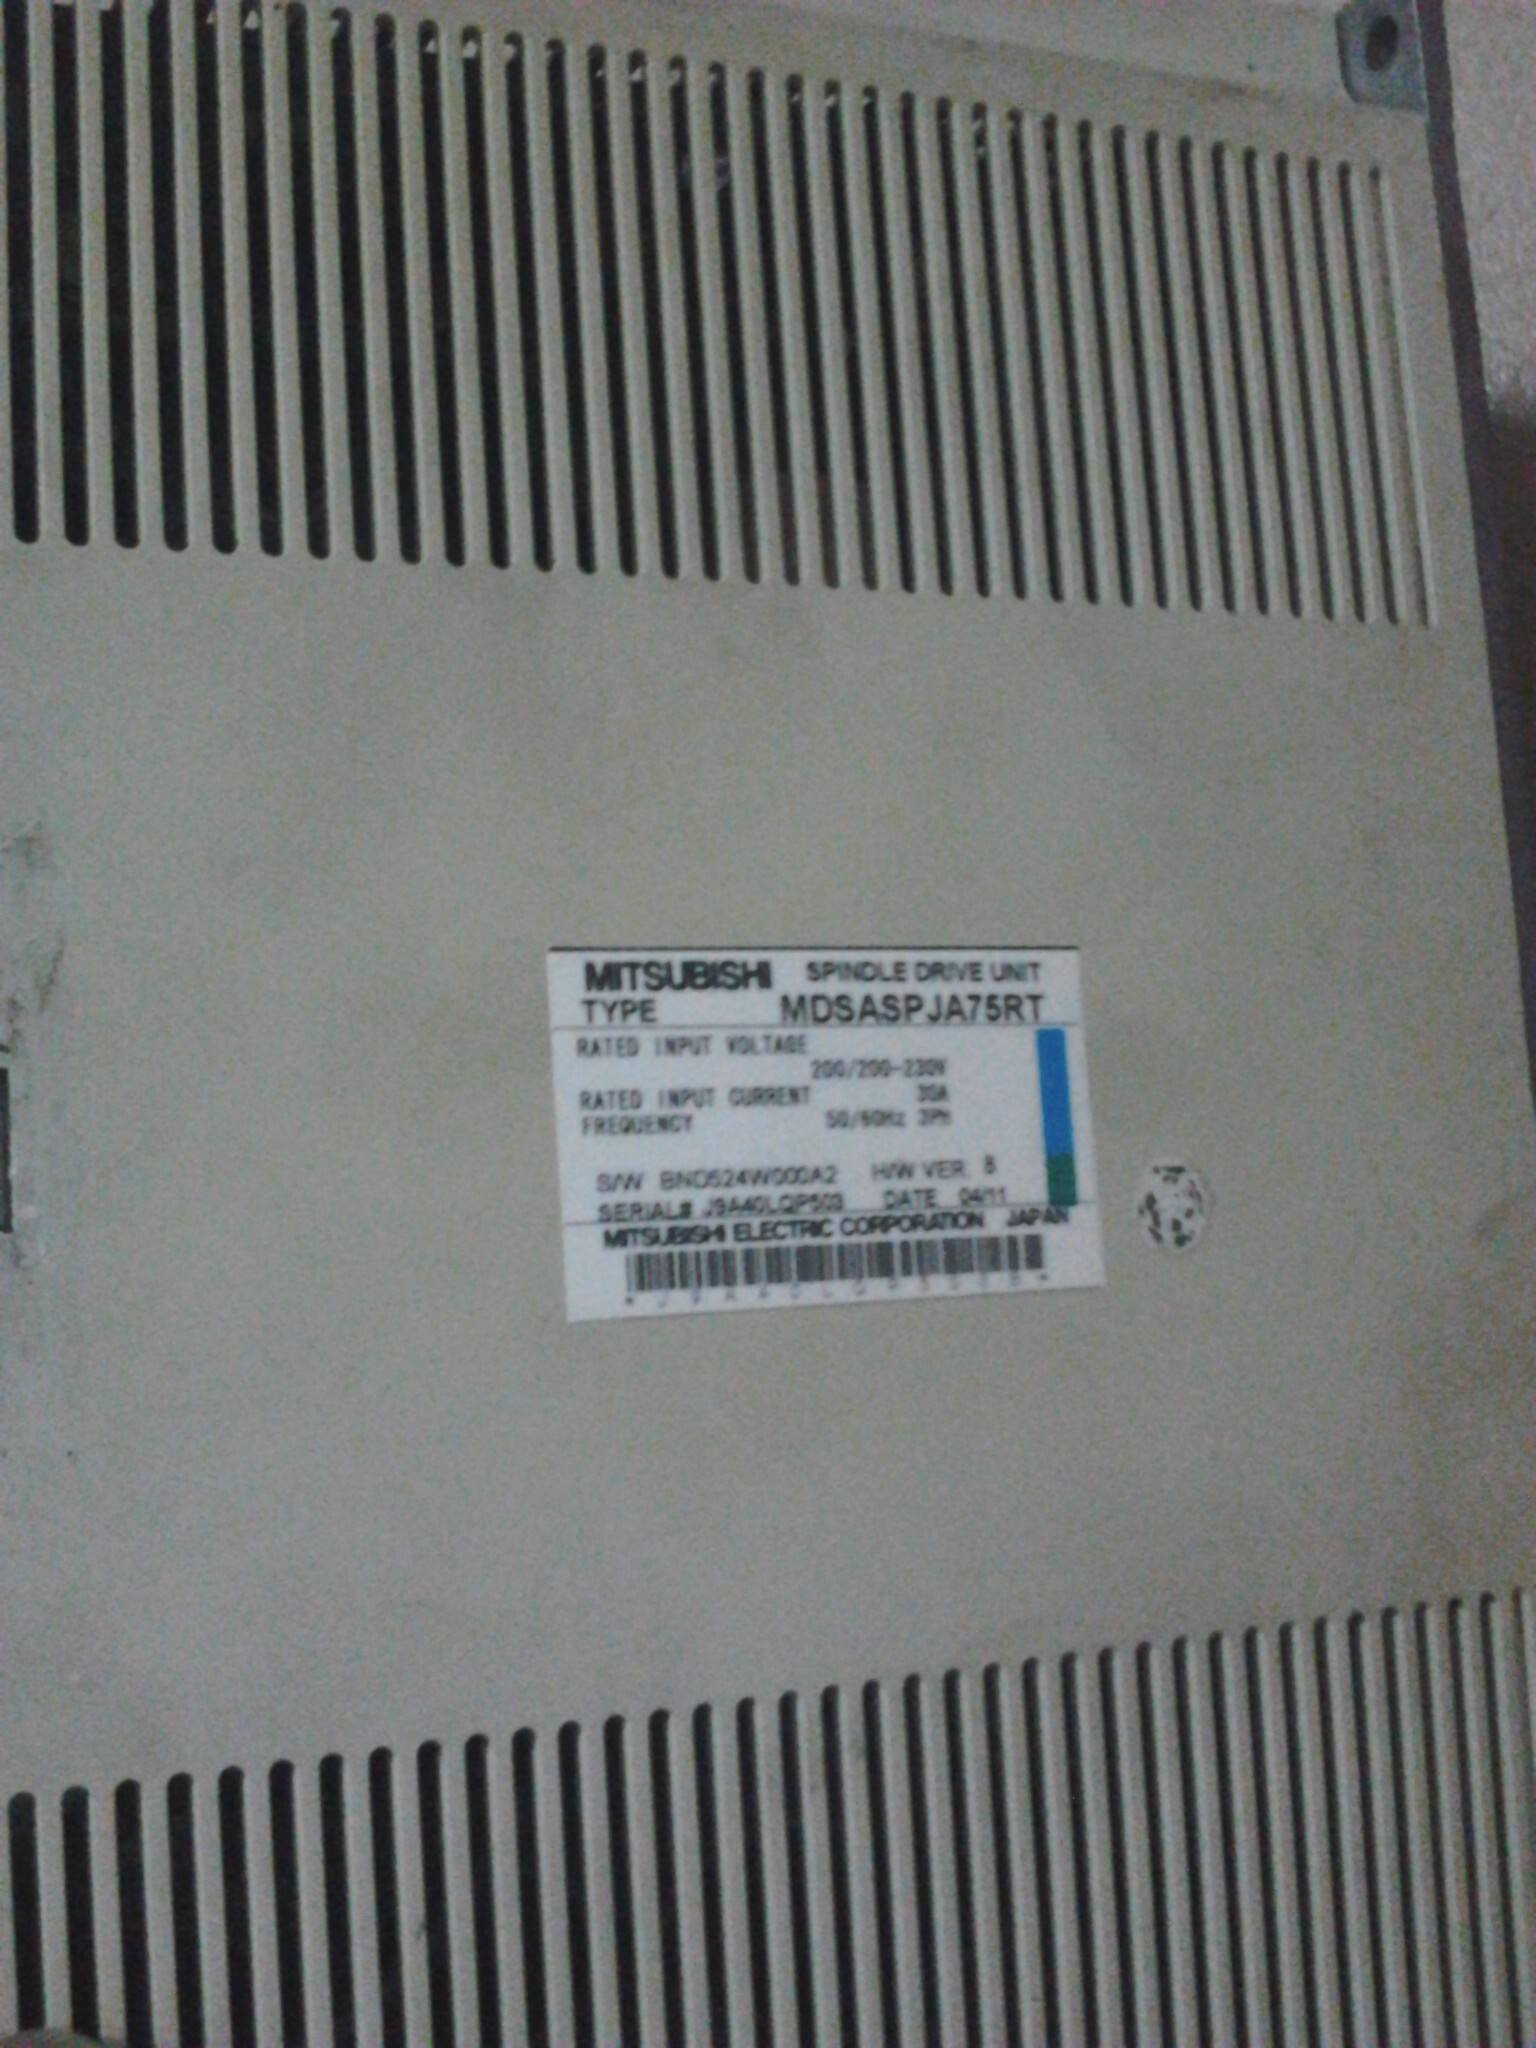 MITSUBISHI SPINDLE DRIVE UNIT
TYPE MDSASPJA75RT
RATED INPUT VOLTAGE
200/200-230V
RATED INPUT CURRENT 30A
FREQUENCY 50/60Hz 3PH
S/W BND524W000A2 H/W VER. B
SERIAL# J9A40LQP503 DATE 04/11
MITSUBISHI ELECTRIC CORPORATION JAPAN